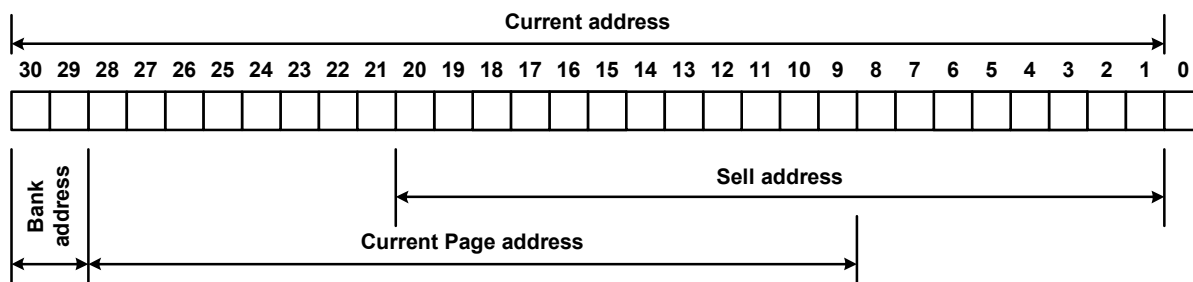 Current address
30 29 28 27 26 25 24 23 22 21 20 19 18 17 16 15 14 13 12 11 10 9 8 7 6 5 4 3 2 1 0
Bank
address
Sell address
Current Page address